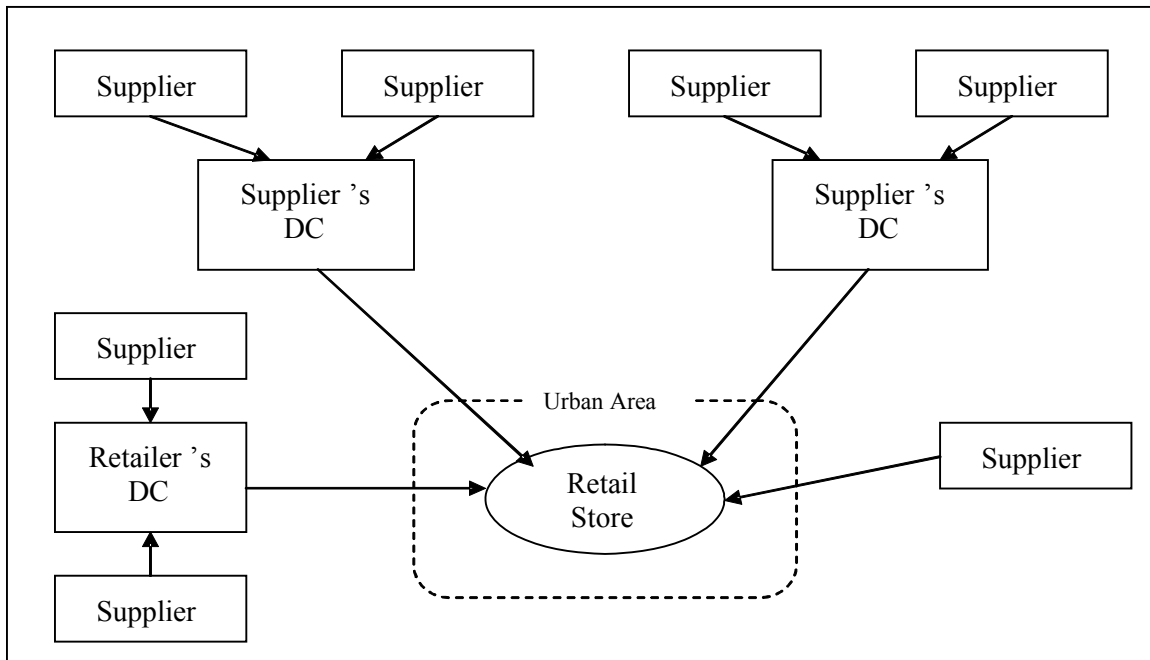 Supplier
Supplier
Supplier
Supplier
Supplier ’s
DC
Supplier ’s
DC
Supplier
Urban Area
Retailer ’s
DC
Retail
Store
Supplier
Supplier